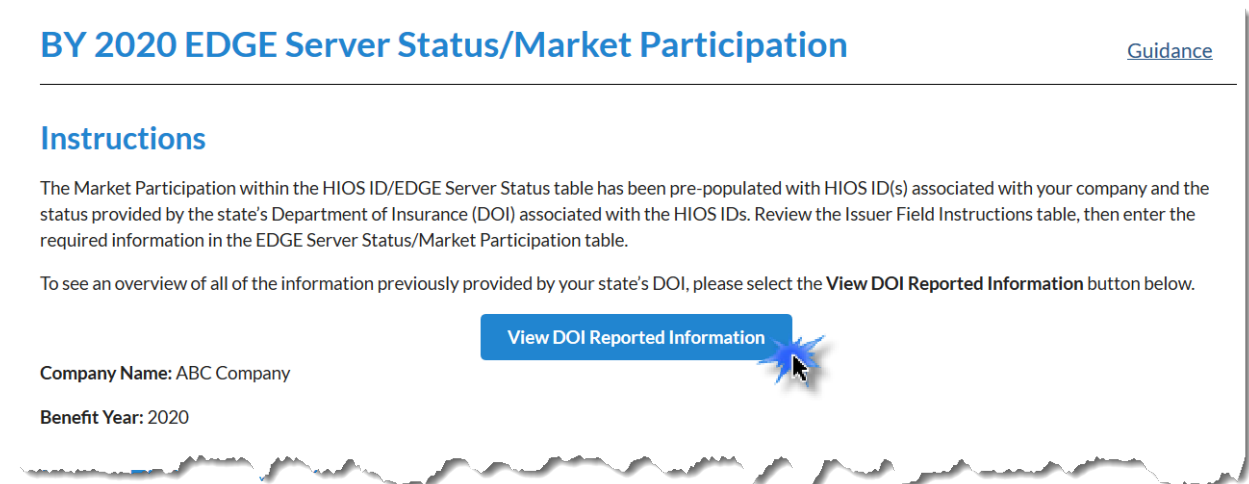 BY 2020 EDGE Server Status/Market Participation
Guidance
Instructions
The Market Participation within the HIOS ID/EDGE Server Status table has been pre-populated with HIOS ID(s) associated with your company and the
status provided by the state’s Department of Insurance (DOI) associated with the HIOS IDs. Review the Issuer Field Instructions table, then enter the
required information in the EDGE Server Status/Market Participation table.
To see an overview of all of the information previously provided by your state’s DOI, please select the View DOI Reported Information button below.
View DOI Reported Information
Company Name: ABC Company
Benefit Year: 2020